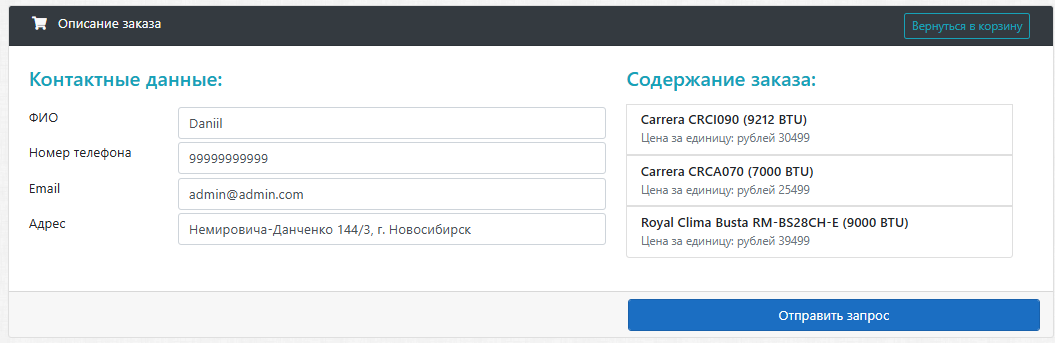 Описание заказа
Вернуться в корзину
Контактные данные:
ФИО
Daniil
Номер телефона
99999999999
Email
admin@admin.com
Адрес
Немировича-Данченко 144/3, г. Новосибирск
Содержание заказа:
Carrera CRCI090 (9212 BTU)
Цена за единицу: рублей 30499
Carrera CRCA070 (7000 BTU)
Цена за единицу: рублей 25499
Royal Clima Busta RM-BS28CH-E (9000 BTU)
Цена за единицу: рублей 39499
Отправить запрос